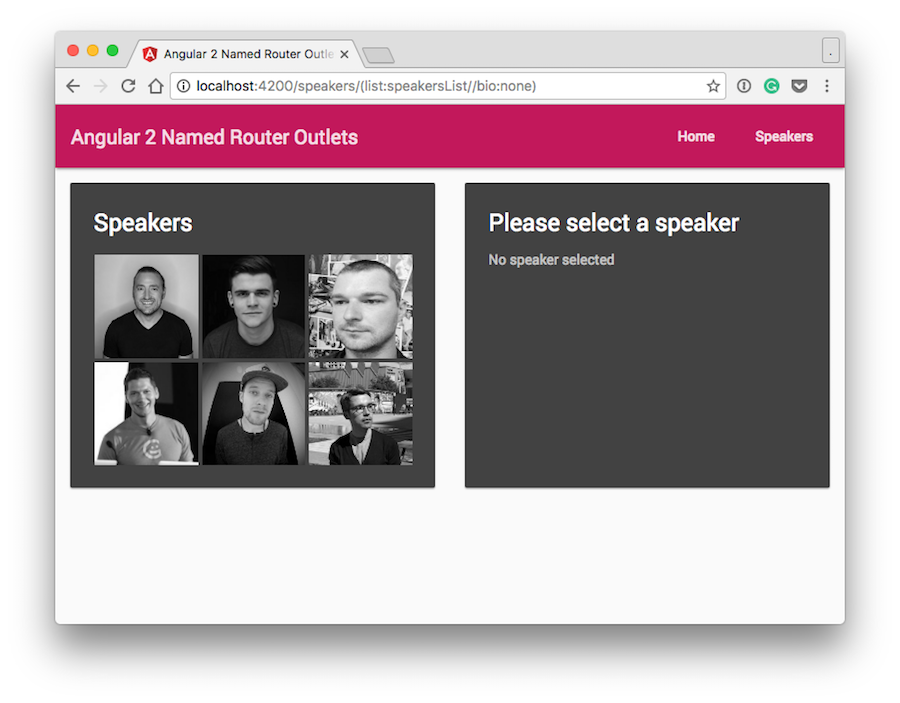 Angular 2 Named Router Outle
localhost:4200/speakers/(list:speakersList//bio:none)
Angular 2 Named Router Outlets
Home
Speakers
Speakers
Please select a speaker
No speaker selected